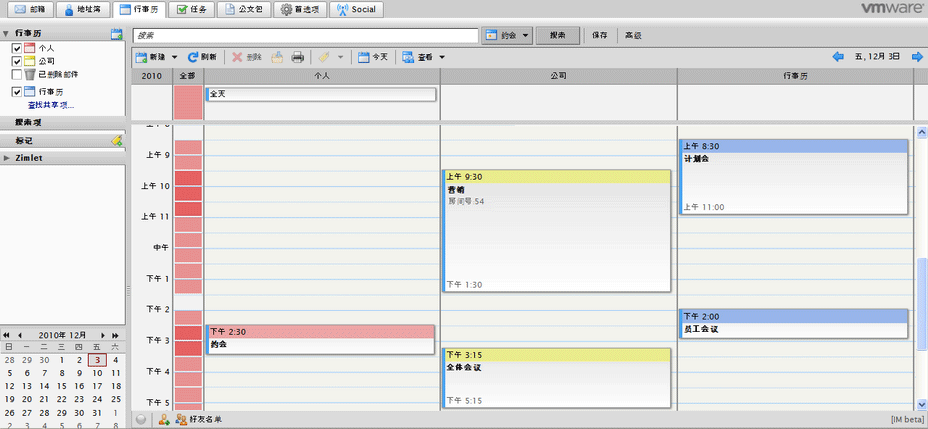 邮箱 地址簿 行事历 任务 公文包 首选项 Social vmware
行事历
个人
公司
已删除邮件
行事历
查找共享项...
搜索项
标记
Zimlet
2010年 12月
日 一 二 三 四 五 六
28 29 30 1 2 3 4
5 6 7 8 9 10 11
12 13 14 15 16 17 18
19 20 21 22 23 24 25
26 27 28 29 30 31 1
2 3 4 5 6 7 8
搜索 约会 搜索 保存 高级
新建 刷新 删除 今天 查看 五, 12月 3日
2010 全部 个人 公司 行事历
全天
上午 8
上午 9
上午 10
上午 11
中午
下午 1
下午 2
下午 3
下午 4
下午 5
下午 2:30
约会
上午 9:30
营销
房间号 54
下午 1:30
下午 3:15
全体会议
下午 5:15
上午 8:30
计划会
上午 11:00
下午 2:00
员工会议
好友名单 [IM beta]